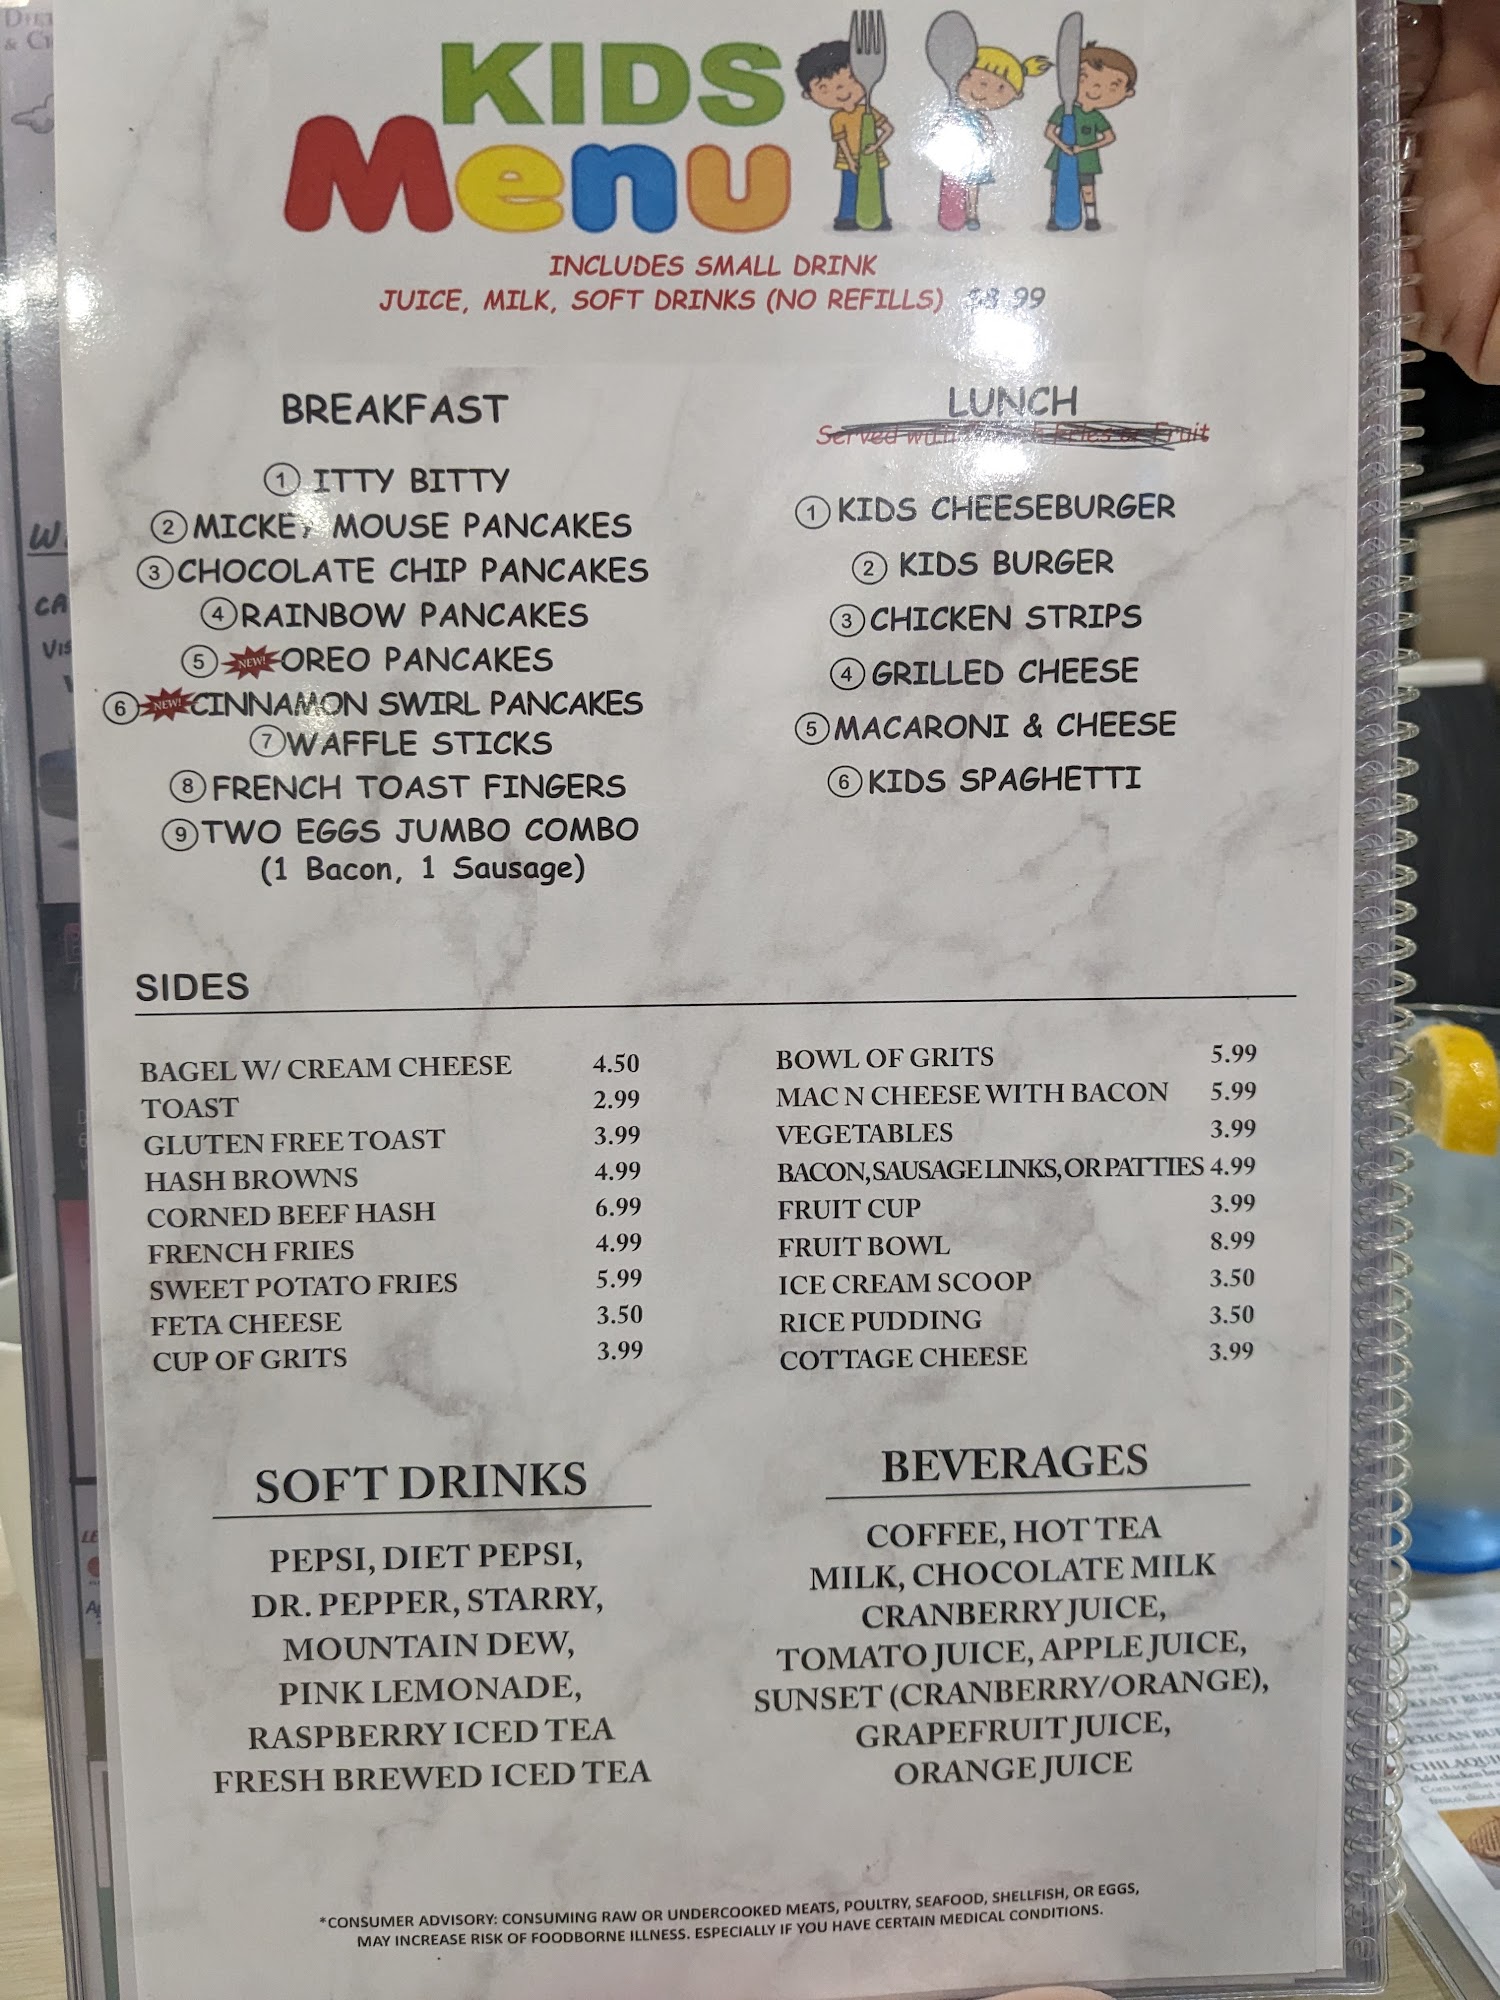 KIDS
Menu
INCLUDES SMALL DRINK
JUICE, MILK, SOFT DRINKS (NO REFILLS) $8.99
BREAKFAST
① ITTY BITTY
② MICKEY MOUSE PANCAKES
③ CHOCOLATE CHIP PANCAKES
④ RAINBOW PANCAKES
⑤ NEW! OREO PANCAKES
⑥ NEW! CINNAMON SWIRL PANCAKES
⑦ WAFFLE STICKS
⑧ FRENCH TOAST FINGERS
⑨ TWO EGGS JUMBO COMBO
(1 Bacon, 1 Sausage)
LUNCH
Served with French Fries or Fruit
① KIDS CHEESEBURGER
② KIDS BURGER
③ CHICKEN STRIPS
④ GRILLED CHEESE
⑤ MACARONI & CHEESE
⑥ KIDS SPAGHETTI
SIDES
BAGEL W/ CREAM CHEESE 4.50
TOAST 2.99
GLUTEN FREE TOAST 3.99
HASH BROWNS 4.99
CORNED BEEF HASH 6.99
FRENCH FRIES 4.99
SWEET POTATO FRIES 5.99
FETA CHEESE 3.50
CUP OF GRITS 3.99
BOWL OF GRITS 5.99
MAC N CHEESE WITH BACON 5.99
VEGETABLES 3.99
BACON, SAUSAGE LINKS, OR PATTIES 4.99
FRUIT CUP 3.99
FRUIT BOWL 8.99
ICE CREAM SCOOP 3.50
RICE PUDDING 3.50
COTTAGE CHEESE 3.99
SOFT DRINKS
PEPSI, DIET PEPSI,
DR. PEPPER, STARRY,
MOUNTAIN DEW,
PINK LEMONADE,
RASPBERRY ICED TEA
FRESH BREWED ICED TEA
BEVERAGES
COFFEE, HOT TEA
MILK, CHOCOLATE MILK
CRANBERRY JUICE,
TOMATO JUICE, APPLE JUICE,
SUNSET (CRANBERRY/ORANGE),
GRAPEFRUIT JUICE,
ORANGE JUICE
*CONSUMER ADVISORY: CONSUMING RAW OR UNDERCOOKED MEATS, POULTRY, SEAFOOD, SHELLFISH, OR EGGS,
MAY INCREASE RISK OF FOODBORNE ILLNESS. ESPECIALLY IF YOU HAVE CERTAIN MEDICAL CONDITIONS.